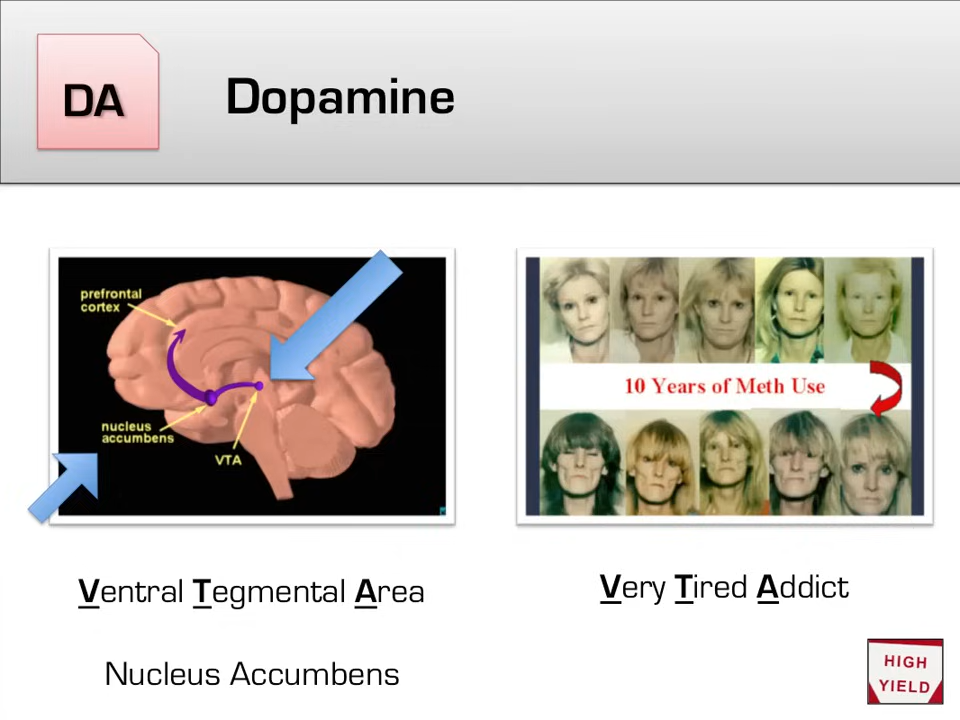 DA
Dopamine
prefrontal
cortex
nucleus
accumbens
VTA
10 Years of Meth Use
Ventral Tegmental Area
Very Tired Addict
Nucleus Accumbens
HIGH
YIELD